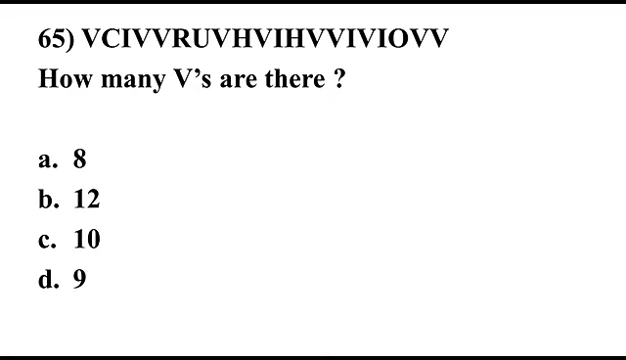 65) VCIVVRUVHVIHVVIVIOVV
How many V’s are there ?
a. 8
b. 12
c. 10
d. 9